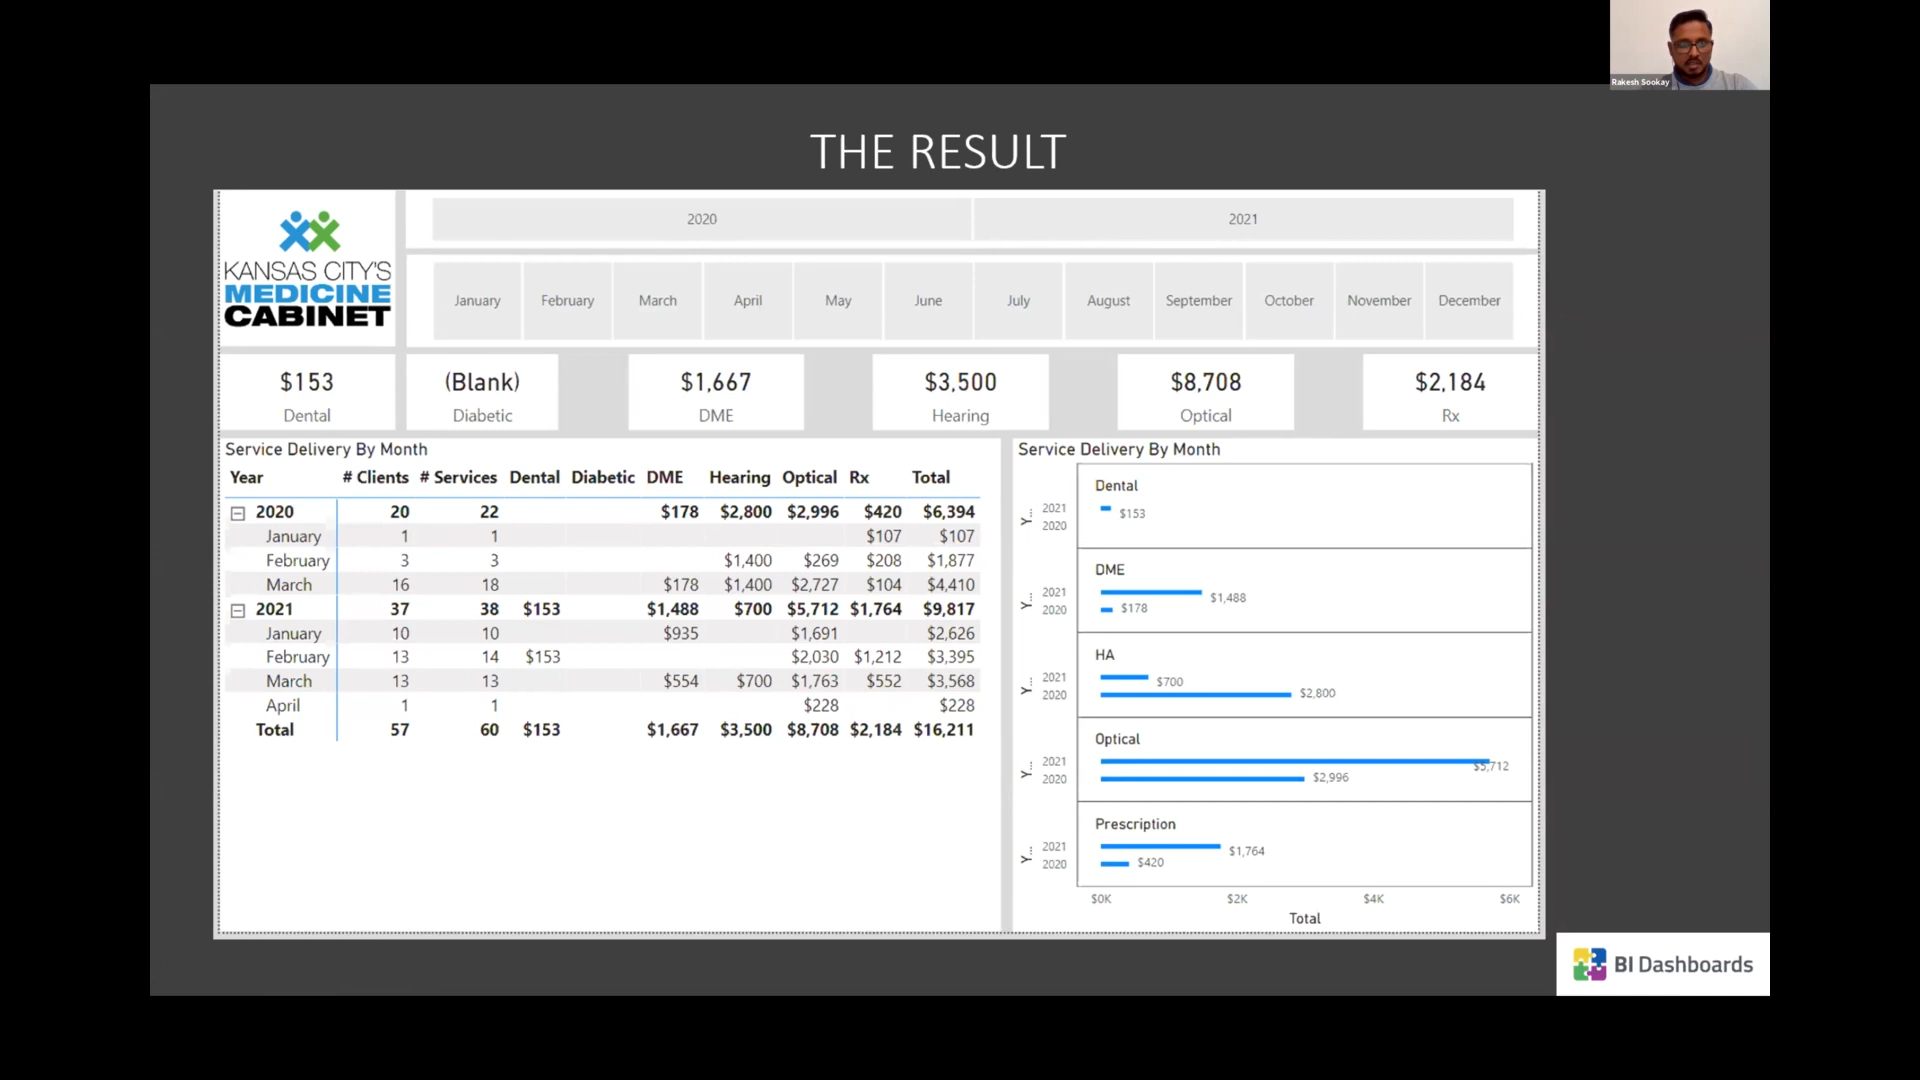 Rakesh Sookay
THE RESULT
KANSAS CITY'S
MEDICINE
CABINET
2020 2021
January February March April May June July August September October November December
$153 (Blank) $1,667 $3,500 $8,708 $2,184
Dental Diabetic DME Hearing Optical Rx
Service Delivery By Month
Year # Clients # Services Dental Diabetic DME Hearing Optical Rx Total
2020 20 22 $178 $2,800 $2,996 $420 $6,394
January 1 1 $107 $107
February 3 3 $1,400 $269 $208 $1,877
March 16 18 $178 $1,400 $2,727 $104 $4,410
2021 37 38 $153 $1,488 $700 $5,712 $1,764 $9,817
January 10 10 $935 $1,691 $2,626
February 13 14 $153 $2,030 $1,212 $3,395
March 13 13 $554 $700 $1,763 $552 $3,568
April 1 1 $228 $228
Total 57 60 $153 $1,667 $3,500 $8,708 $2,184 $16,211
Service Delivery By Month
Dental
Y...
2021 $153
2020
DME
Y...
2021 $1,488
2020 $178
HA
Y...
2021 $700
2020 $2,800
Optical
Y...
2021 $5,712
2020 $2,996
Prescription
Y...
2021 $1,764
2020 $420
$0K $2K $4K $6K
Total
BI Dashboards